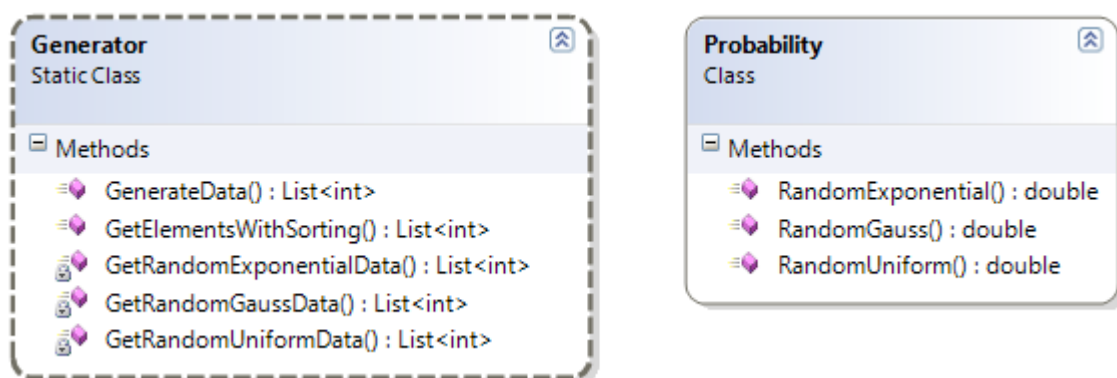 Generator
Static Class
Methods
GenerateData() : List<int>
GetElementsWithSorting() : List<int>
GetRandomExponentialData() : List<int>
GetRandomGaussData() : List<int>
GetRandomUniformData() : List<int>
Probability
Class
Methods
RandomExponential() : double
RandomGauss() : double
RandomUniform() : double